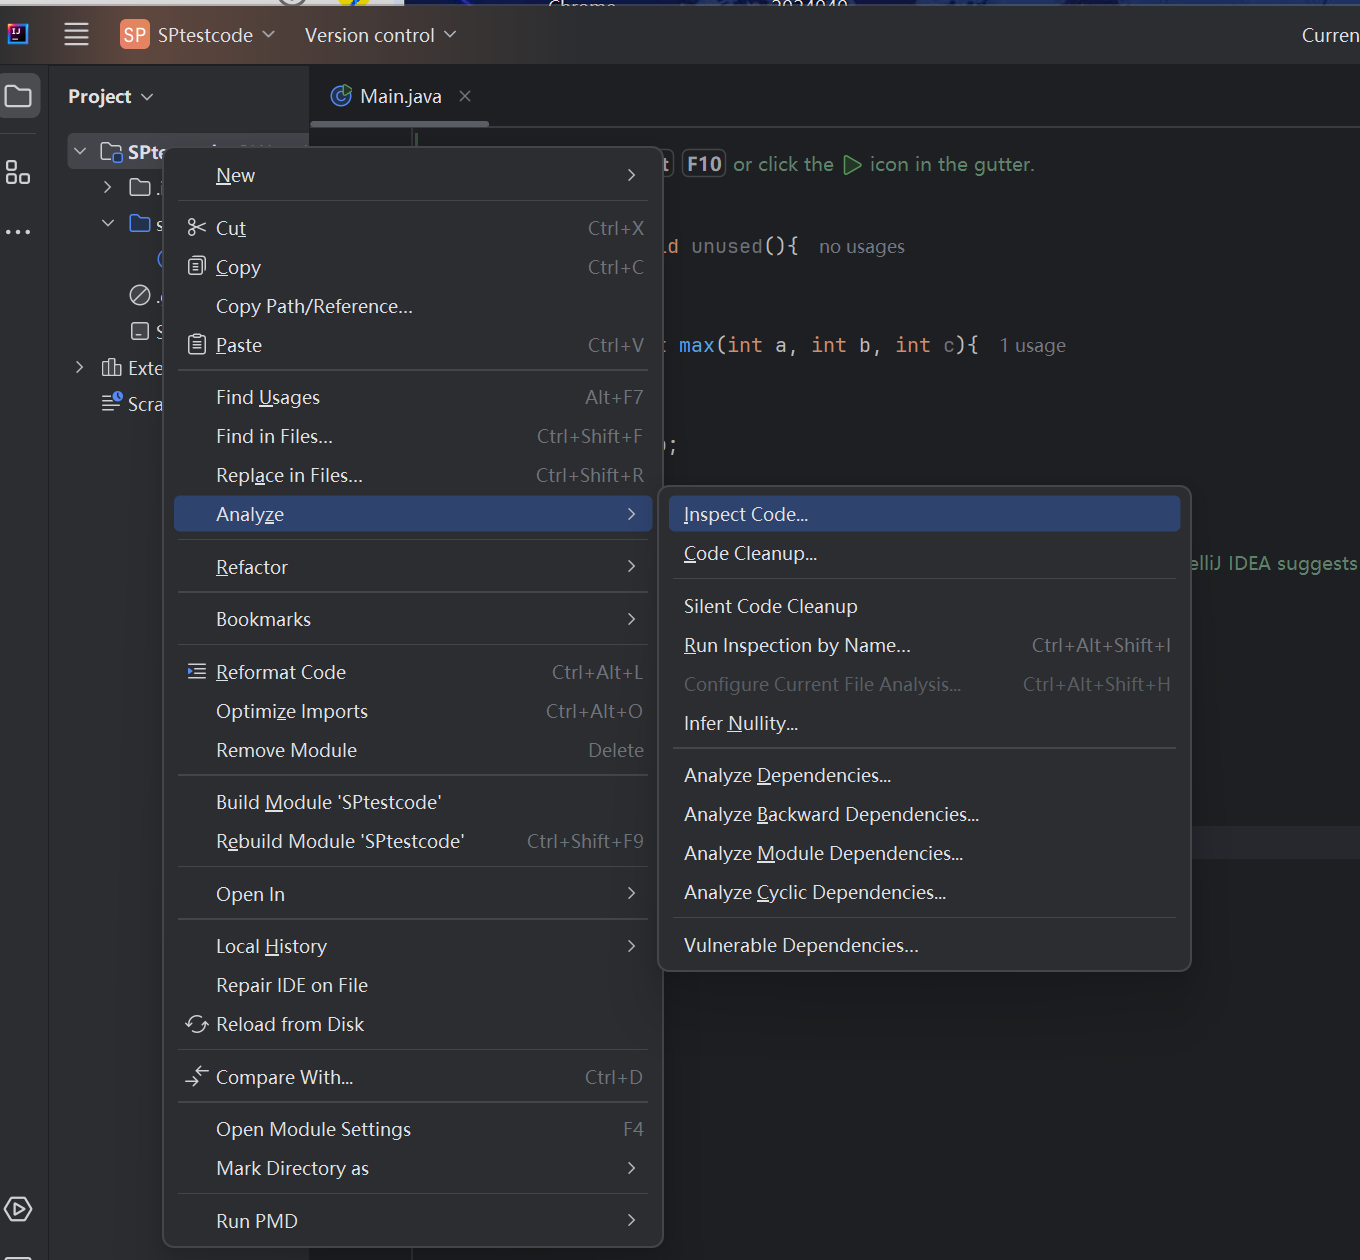 SP SPtestcode Version control
Project
Main.java
F10 or click the icon in the gutter.
unused(){ no usages
max(int a, int b, int c){ 1 usage
;
IDEA suggests
New
Cut Ctrl+X
Copy Ctrl+C
Copy Path/Reference...
Paste Ctrl+V
Find Usages Alt+F7
Find in Files... Ctrl+Shift+F
Replace in Files... Ctrl+Shift+R
Analyze
Refactor
Bookmarks
Reformat Code Ctrl+Alt+L
Optimize Imports Ctrl+Alt+O
Remove Module Delete
Build Module 'SPtestcode'
Rebuild Module 'SPtestcode' Ctrl+Shift+F9
Open In
Local History
Repair IDE on File
Reload from Disk
Compare With... Ctrl+D
Open Module Settings F4
Mark Directory as
Run PMD
Inspect Code...
Code Cleanup...
Silent Code Cleanup
Run Inspection by Name... Ctrl+Alt+Shift+I
Configure Current File Analysis... Ctrl+Alt+Shift+H
Infer Nullity...
Analyze Dependencies...
Analyze Backward Dependencies...
Analyze Module Dependencies...
Analyze Cyclic Dependencies...
Vulnerable Dependencies...